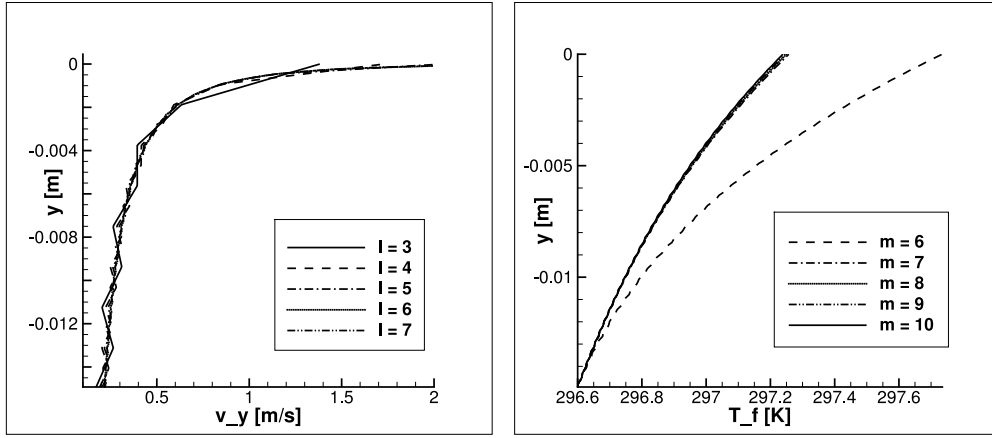 0
-0.004
-0.008
-0.012
y [m]
0.5
1
1.5
2
v_y [m/s]
l = 3
l = 4
l = 5
l = 6
l = 7
0
-0.005
-0.01
y [m]
296.6
296.8
297
297.2
297.4
297.6
T_f [K]
m = 6
m = 7
m = 8
m = 9
m = 10